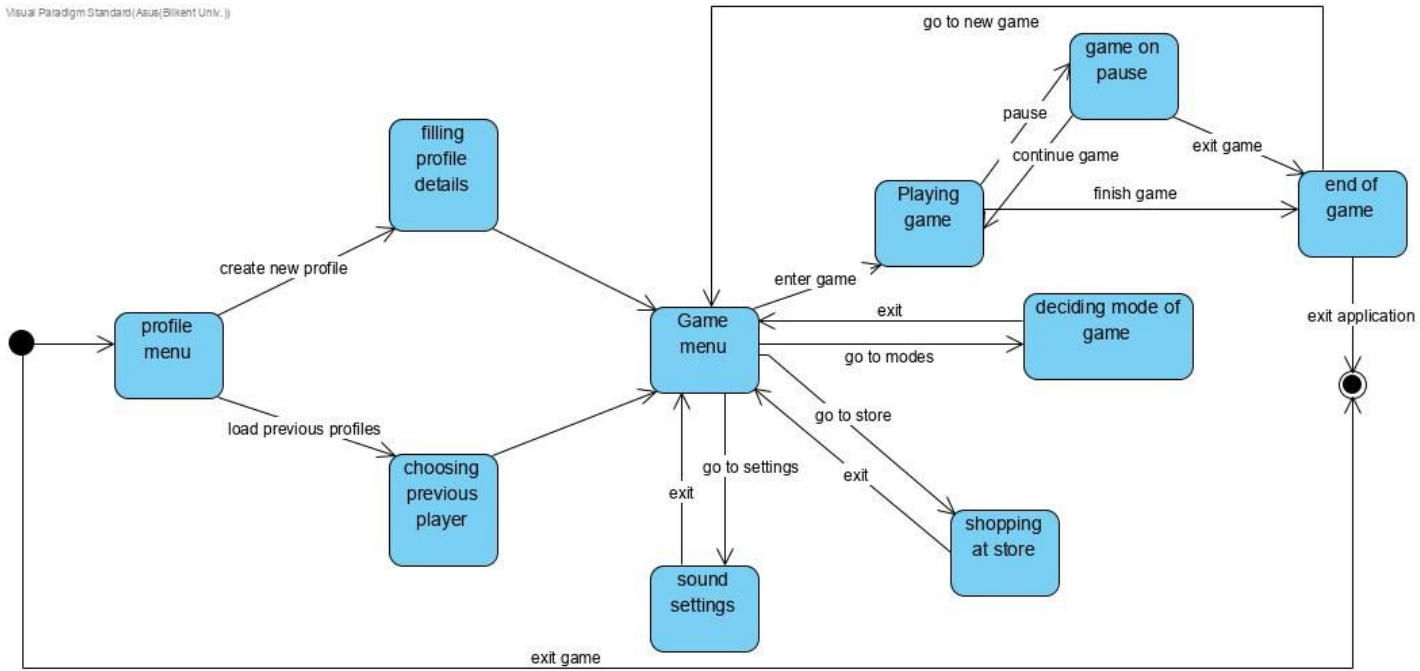 Visual Paradigm Standard(Asus(Bilkent Univ.))
go to new game
game on
pause
pause
continue game
exit game
filling
profile
details
Playing
game
finish game
end of
game
create new profile
enter game
profile
menu
Game
menu
exit
go to modes
deciding mode of
game
exit application
load previous profiles
choosing
previous
player
go to store
go to settings
exit
exit
shopping
at store
sound
settings
exit game